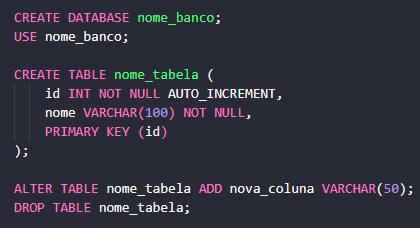 CREATE DATABASE nome_banco;
USE nome_banco;
CREATE TABLE nome_tabela (
id INT NOT NULL AUTO_INCREMENT,
nome VARCHAR(100) NOT NULL,
PRIMARY KEY (id)
);
ALTER TABLE nome_tabela ADD nova_coluna VARCHAR(50);
DROP TABLE nome_tabela;